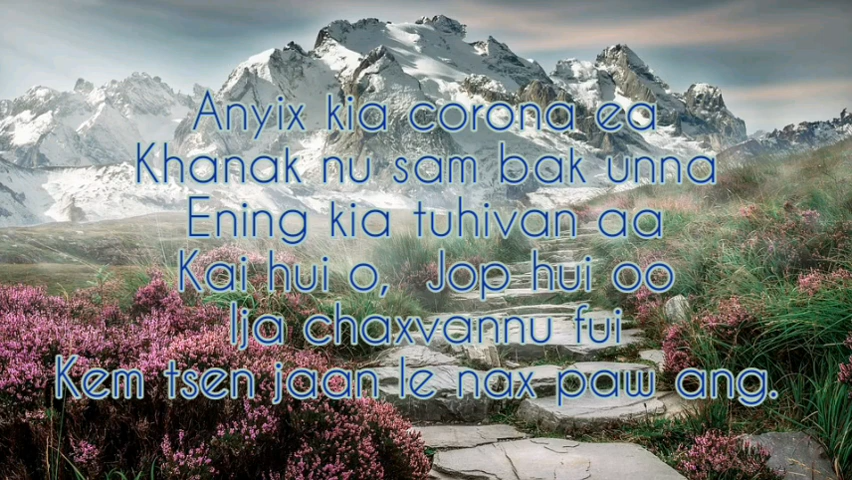 Anyix kia corona ea
Khanak nu sam bak unna
Ening kia tuhivan aa
Kai hui o, Jop hui oo
Ija chaxvannu fui
Kem tsen jaan le nax paw ang.